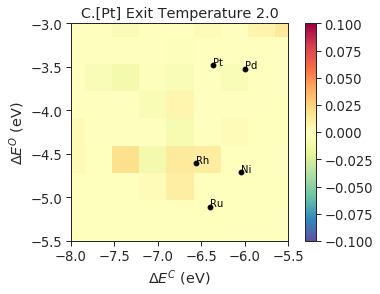 C.[Pt] Exit Temperature 2.0
−3.0
−3.5
−4.0
−4.5
−5.0
−5.5
ΔE^O (eV)
Pt
Pd
Rh
Ni
Ru
−8.0 −7.5 −7.0 −6.5 −6.0 −5.5
ΔE^C (eV)
0.100
0.075
0.050
0.025
0.000
−0.025
−0.050
−0.075
−0.100